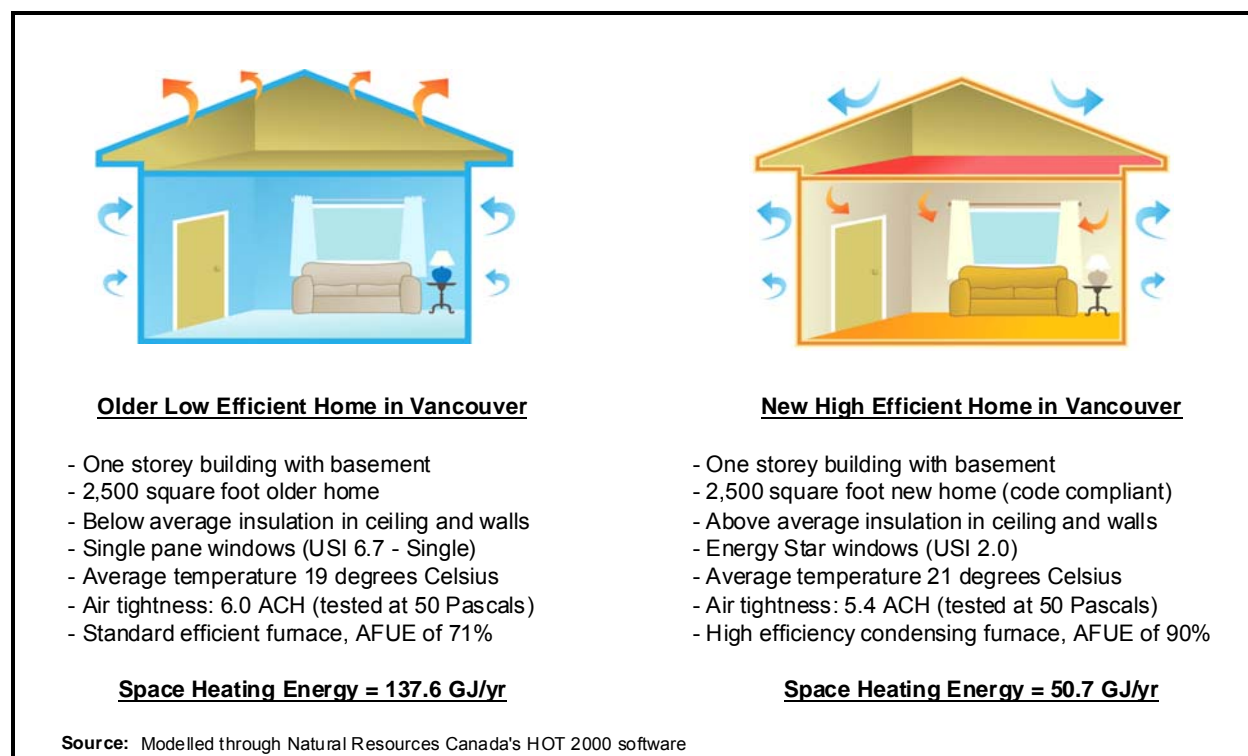 Older Low Efficient Home in Vancouver
- One storey building with basement
- 2,500 square foot older home
- Below average insulation in ceiling and walls
- Single pane windows (USI 6.7 - Single)
- Average temperature 19 degrees Celsius
- Air tightness: 6.0 ACH (tested at 50 Pascals)
- Standard efficient furnace, AFUE of 71%
Space Heating Energy = 137.6 GJ/yr
New High Efficient Home in Vancouver
- One storey building with basement
- 2,500 square foot new home (code compliant)
- Above average insulation in ceiling and walls
- Energy Star windows (USI 2.0)
- Average temperature 21 degrees Celsius
- Air tightness: 5.4 ACH (tested at 50 Pascals)
- High efficiency condensing furnace, AFUE of 90%
Space Heating Energy = 50.7 GJ/yr
Source: Modelled through Natural Resources Canada's HOT 2000 software